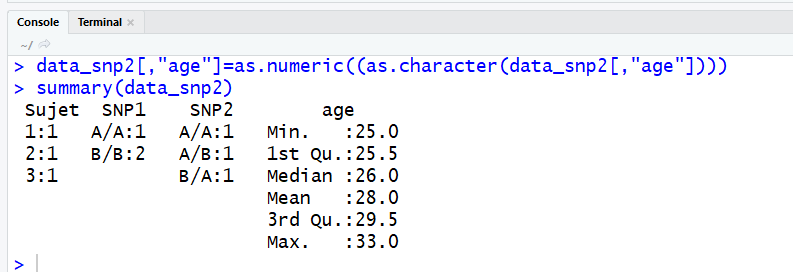 Console Terminal ×
~/
> data_snp2[,"age"]=as.numeric((as.character(data_snp2[,"age"])))
> summary(data_snp2)
 Sujet  SNP1    SNP2         age
 1:1   A/A:1   A/A:1   Min.   :25.0
 2:1   B/B:2   A/B:1   1st Qu.:25.5
 3:1           B/A:1   Median :26.0
                       Mean   :28.0
                       3rd Qu.:29.5
                       Max.   :33.0
>